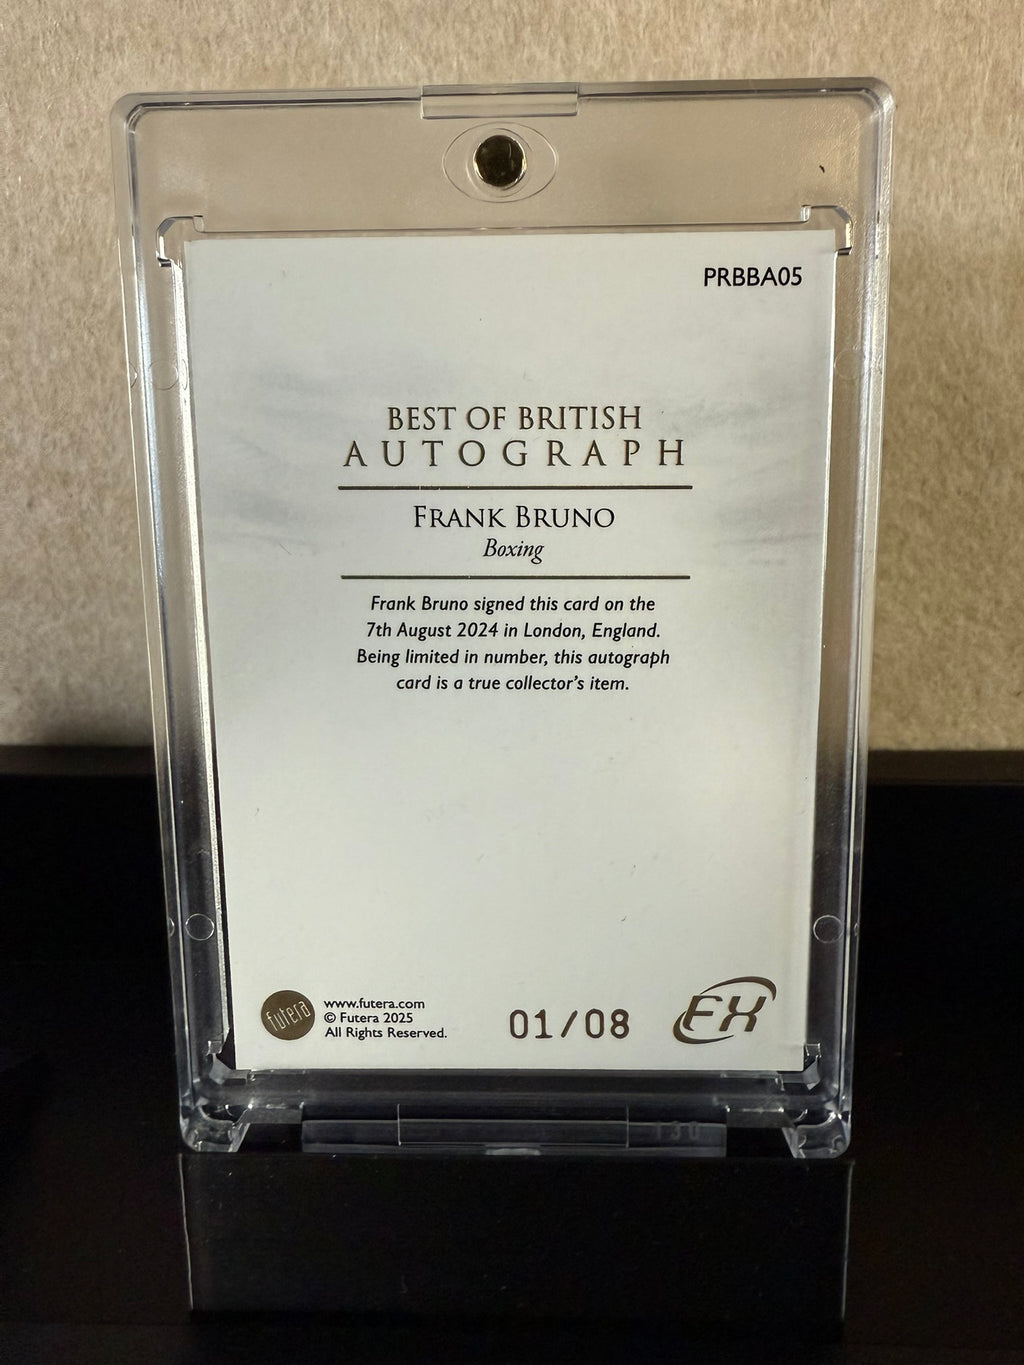 PRBBA05
BEST OF BRITISH
AUTOGRAPH
FRANK BRUNO
Boxing
Frank Bruno signed this card on the
7th August 2024 in London, England.
Being limited in number, this autograph
card is a true collector's item.
futera
www.futera.com
© Futera 2025
All Rights Reserved.
01/08
FX
130